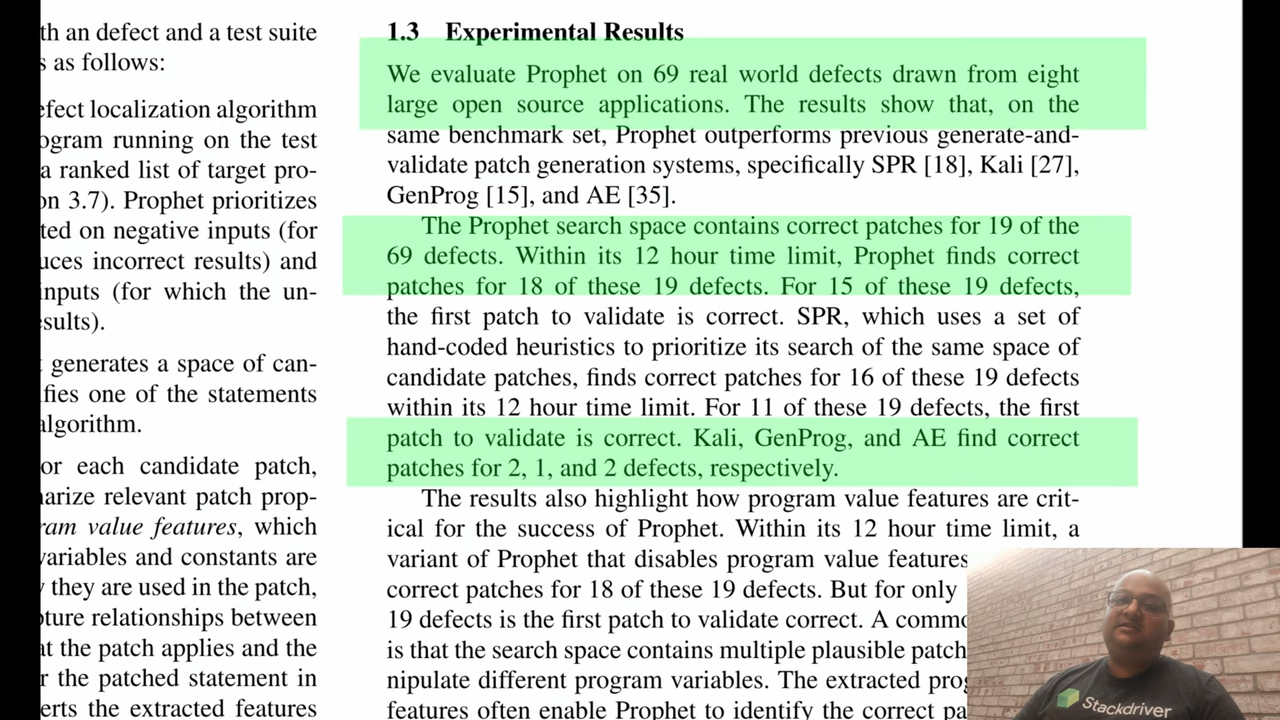 th an defect and a test suite
s as follows:
efect localization algorithm
ogram running on the test
a ranked list of target pro-
on 3.7). Prophet prioritizes
ted on negative inputs (for
uces incorrect results) and
inputs (for which the un-
sults).
generates a space of can-
fies one of the statements
algorithm.
or each candidate patch,
arize relevant patch prop-
ram value features, which
variables and constants are
they are used in the patch,
ture relationships between
at the patch applies and the
r the patched statement in
erts the extracted features
1.3 Experimental Results
We evaluate Prophet on 69 real world defects drawn from eight
large open source applications. The results show that, on the
same benchmark set, Prophet outperforms previous generate-and-
validate patch generation systems, specifically SPR [18], Kali [27],
GenProg [15], and AE [35].
The Prophet search space contains correct patches for 19 of the
69 defects. Within its 12 hour time limit, Prophet finds correct
patches for 18 of these 19 defects. For 15 of these 19 defects,
the first patch to validate is correct. SPR, which uses a set of
hand-coded heuristics to prioritize its search of the same space of
candidate patches, finds correct patches for 16 of these 19 defects
within its 12 hour time limit. For 11 of these 19 defects, the first
patch to validate is correct. Kali, GenProg, and AE find correct
patches for 2, 1, and 2 defects, respectively.
The results also highlight how program value features are crit-
ical for the success of Prophet. Within its 12 hour time limit, a
variant of Prophet that disables program value features
correct patches for 18 of these 19 defects. But for only
19 defects is the first patch to validate correct. A commo
is that the search space contains multiple plausible patch
nipulate different program variables. The extracted prog
features often enable Prophet to identify the correct pa
Stackdriver